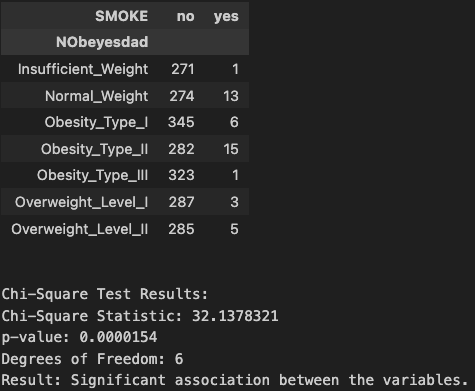 SMOKE no yes
NObeyesdad
Insufficient_Weight 271 1
Normal_Weight 274 13
Obesity_Type_I 345 6
Obesity_Type_II 282 15
Obesity_Type_III 323 1
Overweight_Level_I 287 3
Overweight_Level_II 285 5
Chi-Square Test Results:
Chi-Square Statistic: 32.1378321
p-value: 0.0000154
Degrees of Freedom: 6
Result: Significant association between the variables.